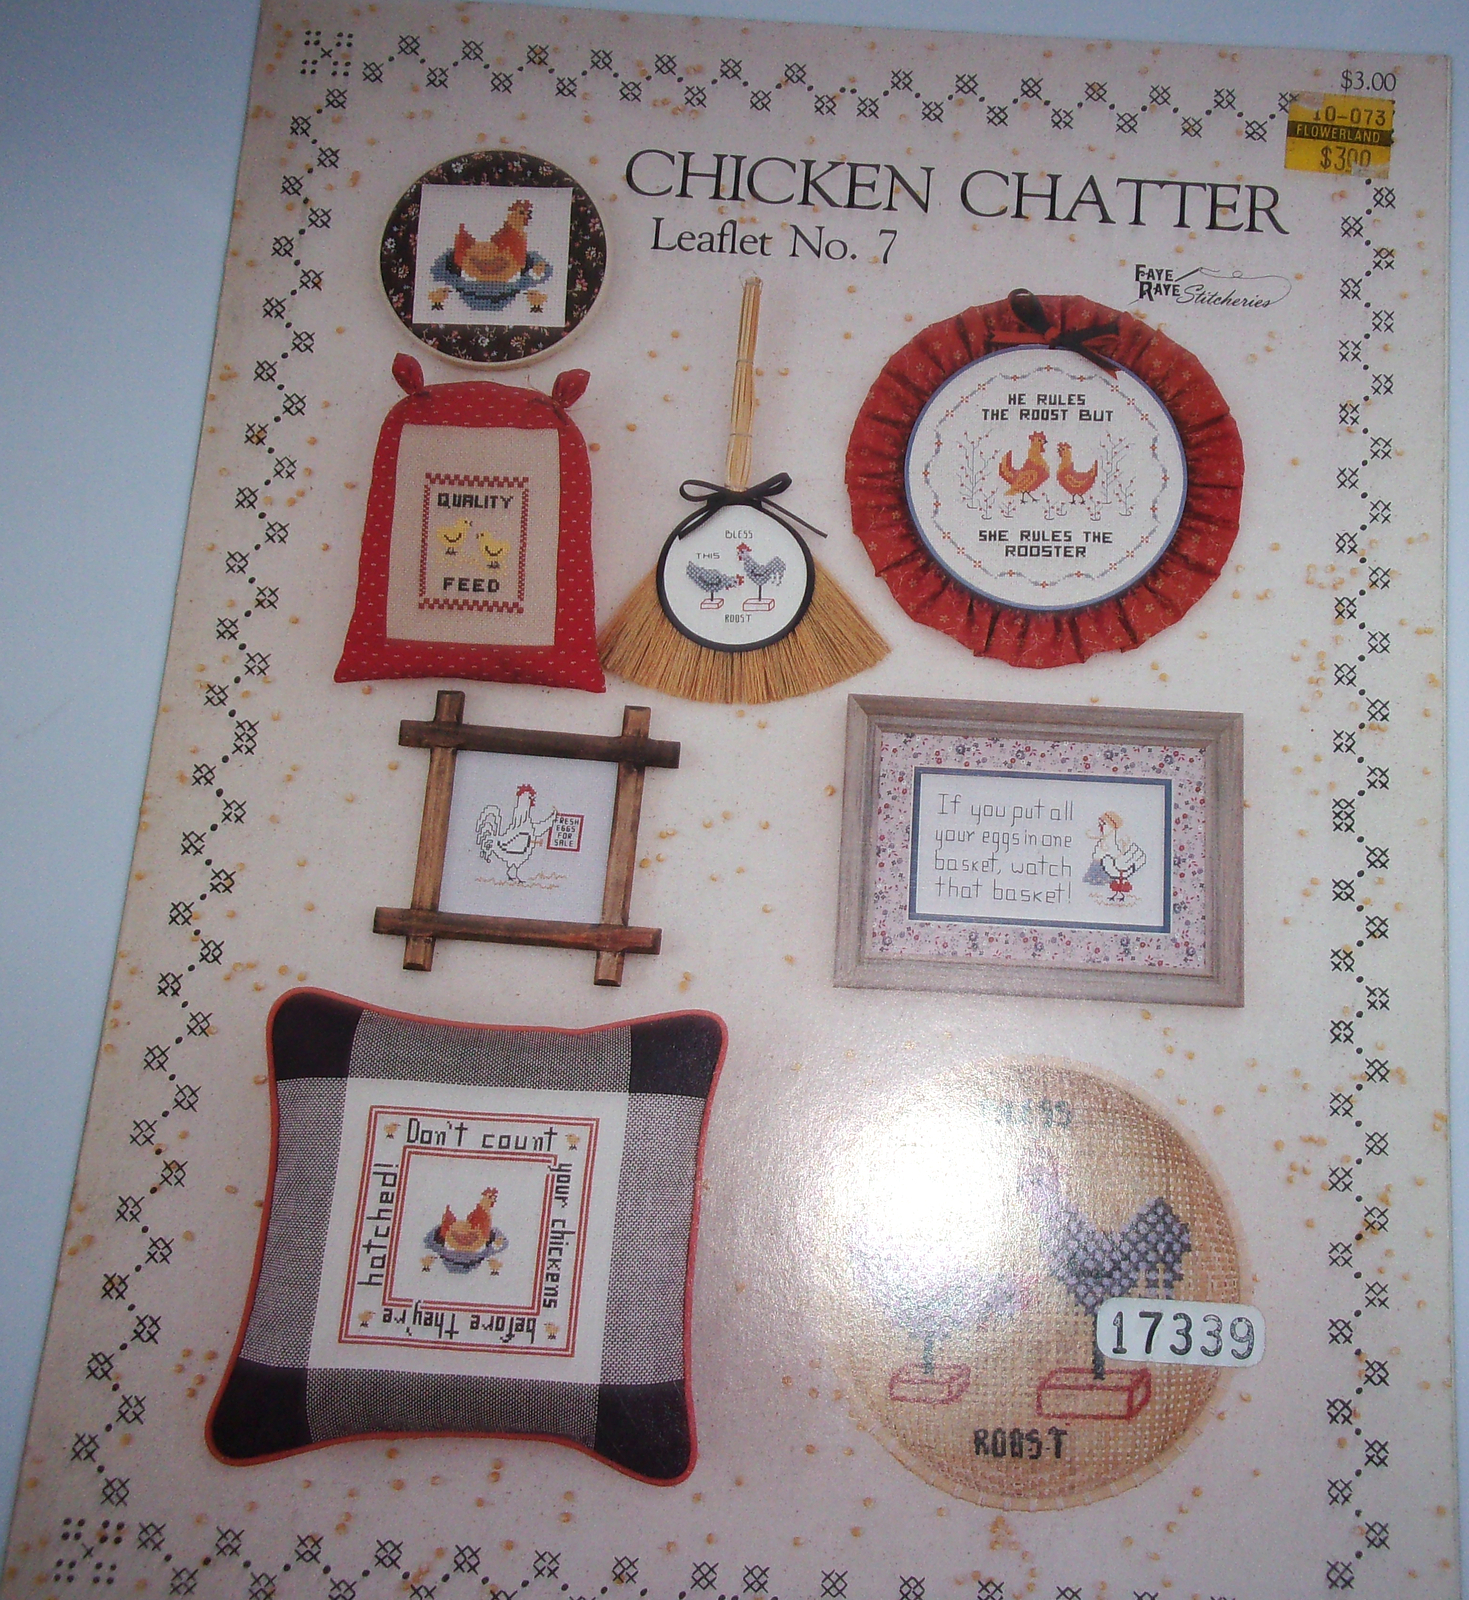 $3.00
10-073
FLOWERLAND
$300
CHICKEN CHATTER
Leaflet No. 7
FAYE
RAYE Stitcheries
HE RULES
THE ROOST BUT
SHE RULES THE
ROOSTER
QUALITY
FEED
BLESS
THIS
ROOST
FRESH
EGGS
FOR
SALE
If you put all
your eggs in one
basket, watch
that basket!
Don't count
your chickens
before they're
hatched!
17339
ROOST